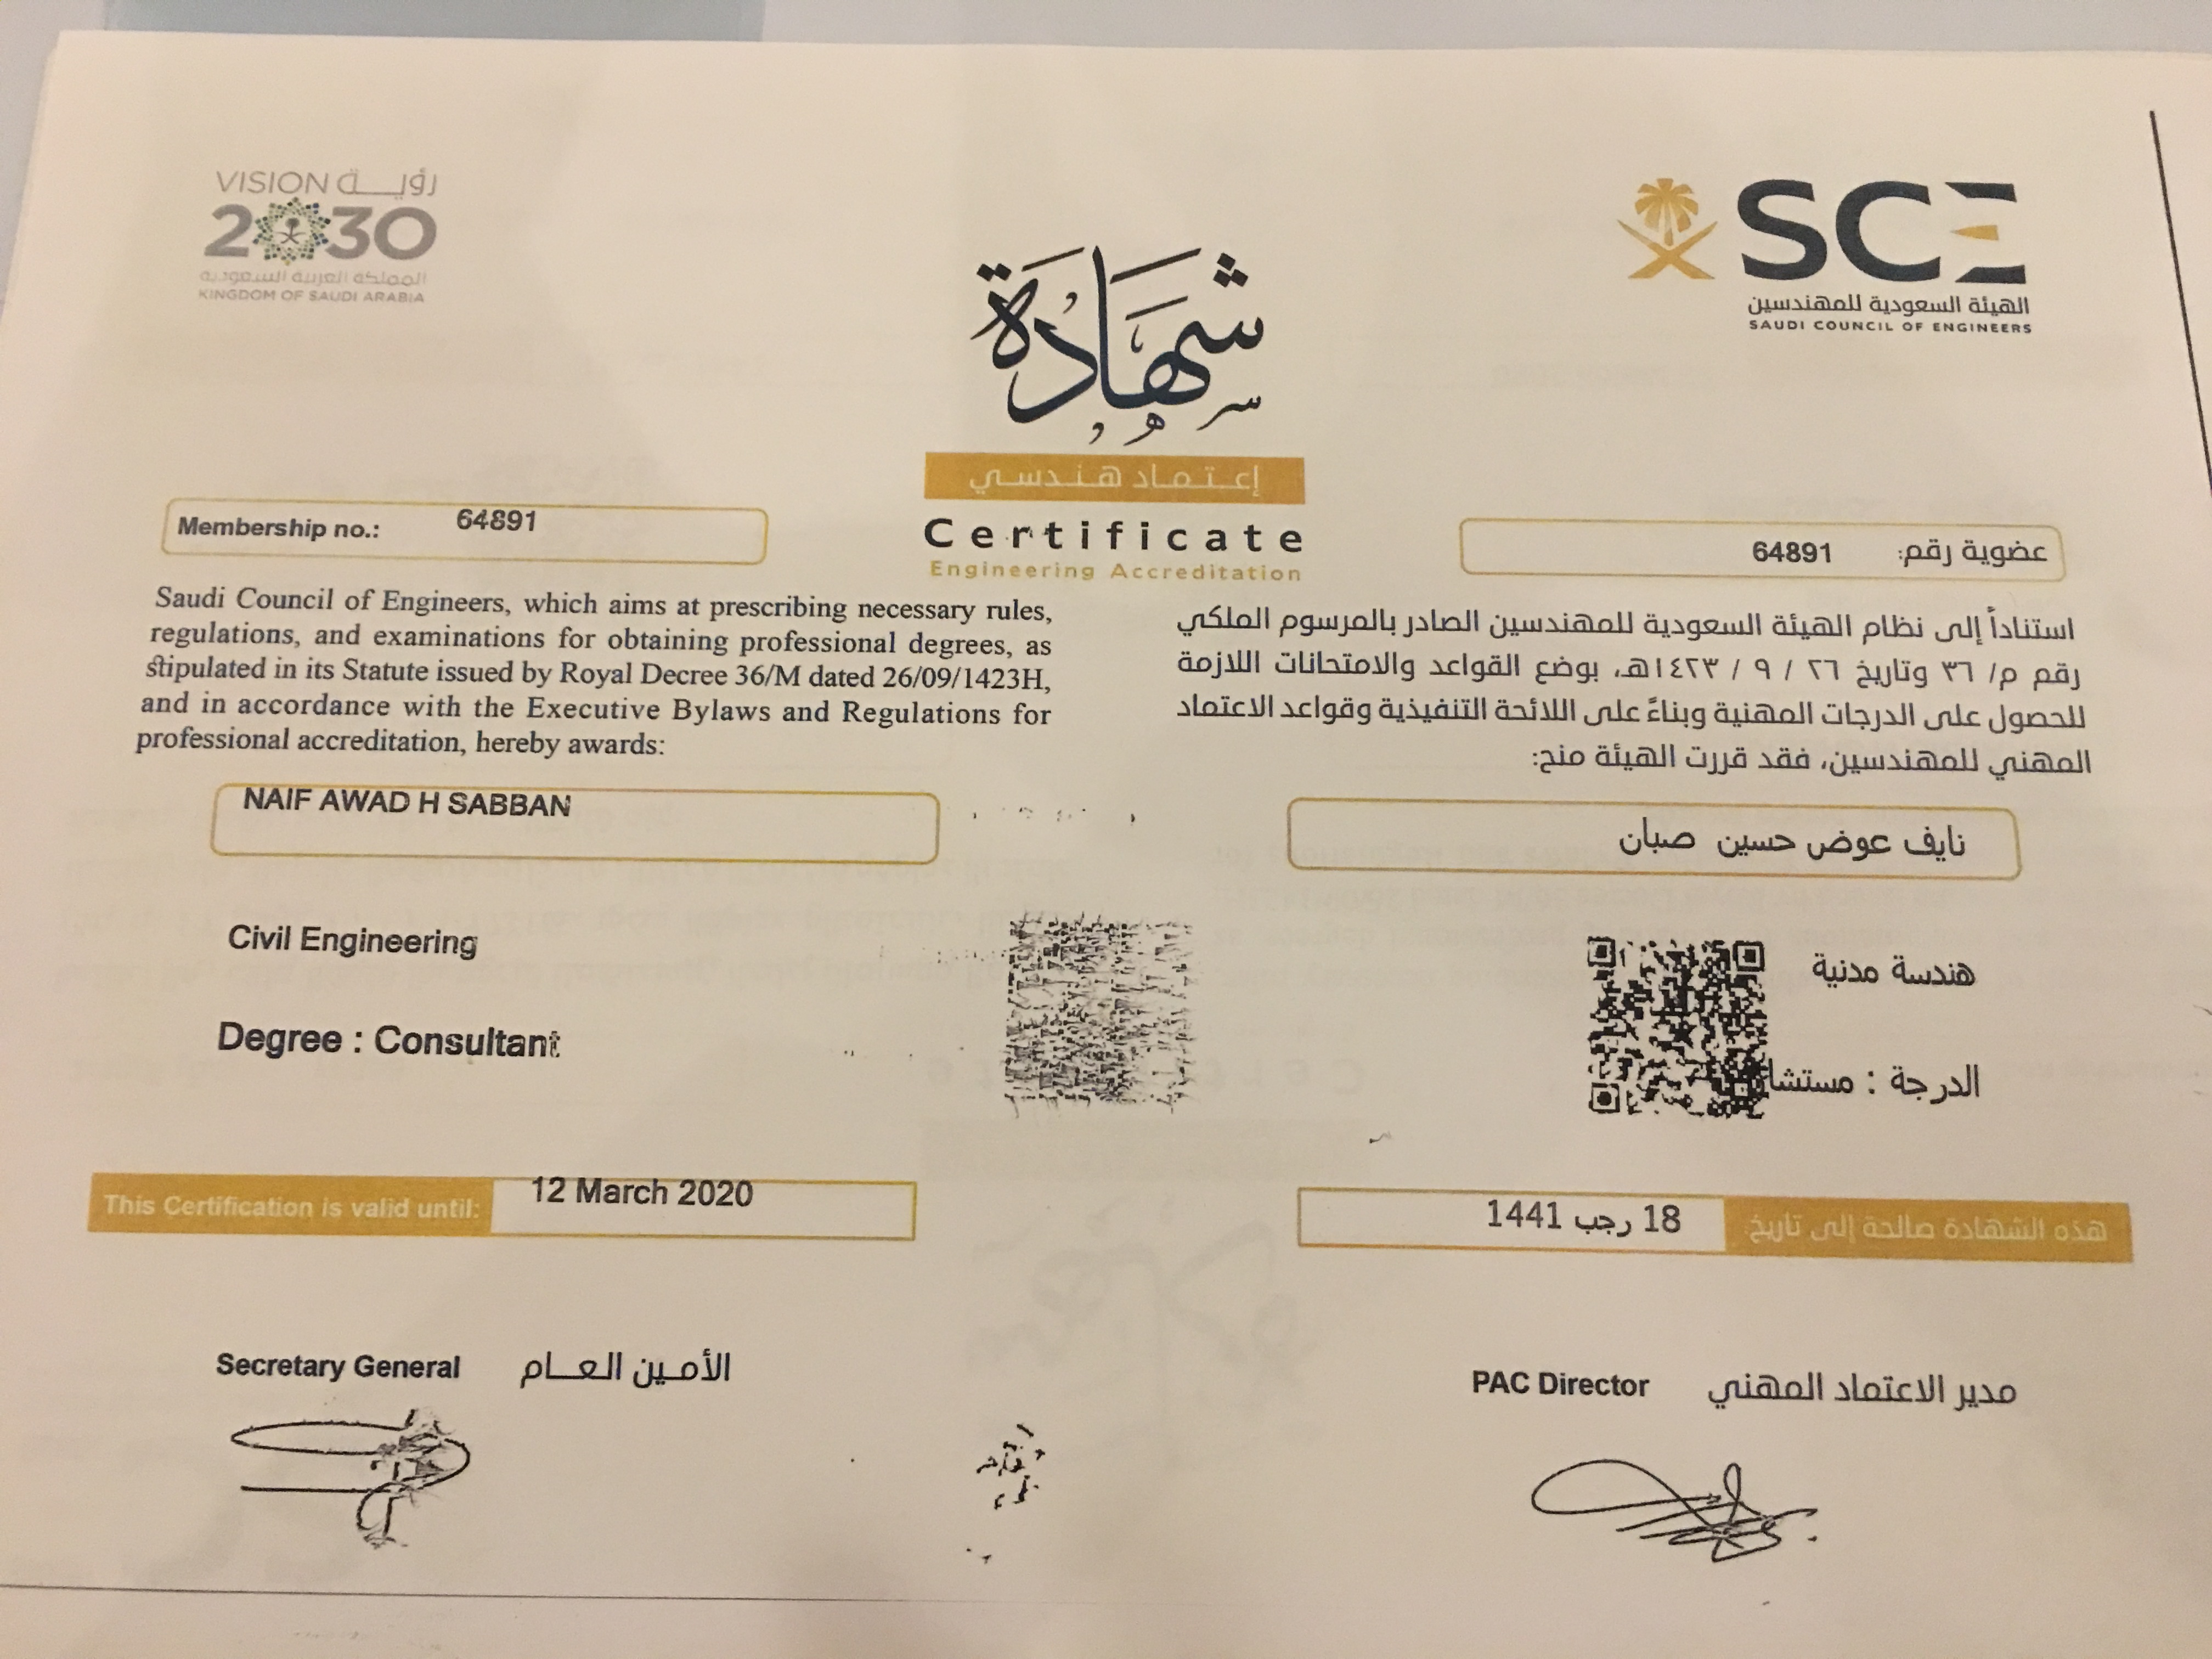 VISION رؤيـــة
2030
المملكة العربية السعودية
KINGDOM OF SAUDI ARABIA
SCE
الهيئة السعودية للمهندسين
SAUDI COUNCIL OF ENGINEERS
شهادة
إعـتـمـاد هـنـدسـي
Certificate
Engineering Accreditation
Membership no.: 64891
عضوية رقم: 64891
Saudi Council of Engineers, which aims at prescribing necessary rules,
regulations, and examinations for obtaining professional degrees, as
stipulated in its Statute issued by Royal Decree 36/M dated 26/09/1423H,
and in accordance with the Executive Bylaws and Regulations for
professional accreditation, hereby awards:
استناداً إلى نظام الهيئة السعودية للمهندسين الصادر بالمرسوم الملكي
رقم م/ ٣٦ وتاريخ ٢٦ / ٩ / ١٤٢٣هـ، بوضع القواعد والامتحانات اللازمة
للحصول على الدرجات المهنية وبناءً على اللائحة التنفيذية وقواعد الاعتماد
المهني للمهندسين، فقد قررت الهيئة منح:
NAIF AWAD H SABBAN
نايف عوض حسين صبان
Civil Engineering
هندسة مدنية
Degree : Consultant
الدرجة : مستشا
This Certification is valid until: 12 March 2020
هذه الشهادة صالحة إلى تاريخ: 18 رجب 1441
Secretary General الأمـين العـــام
PAC Director مدير الاعتماد المهني